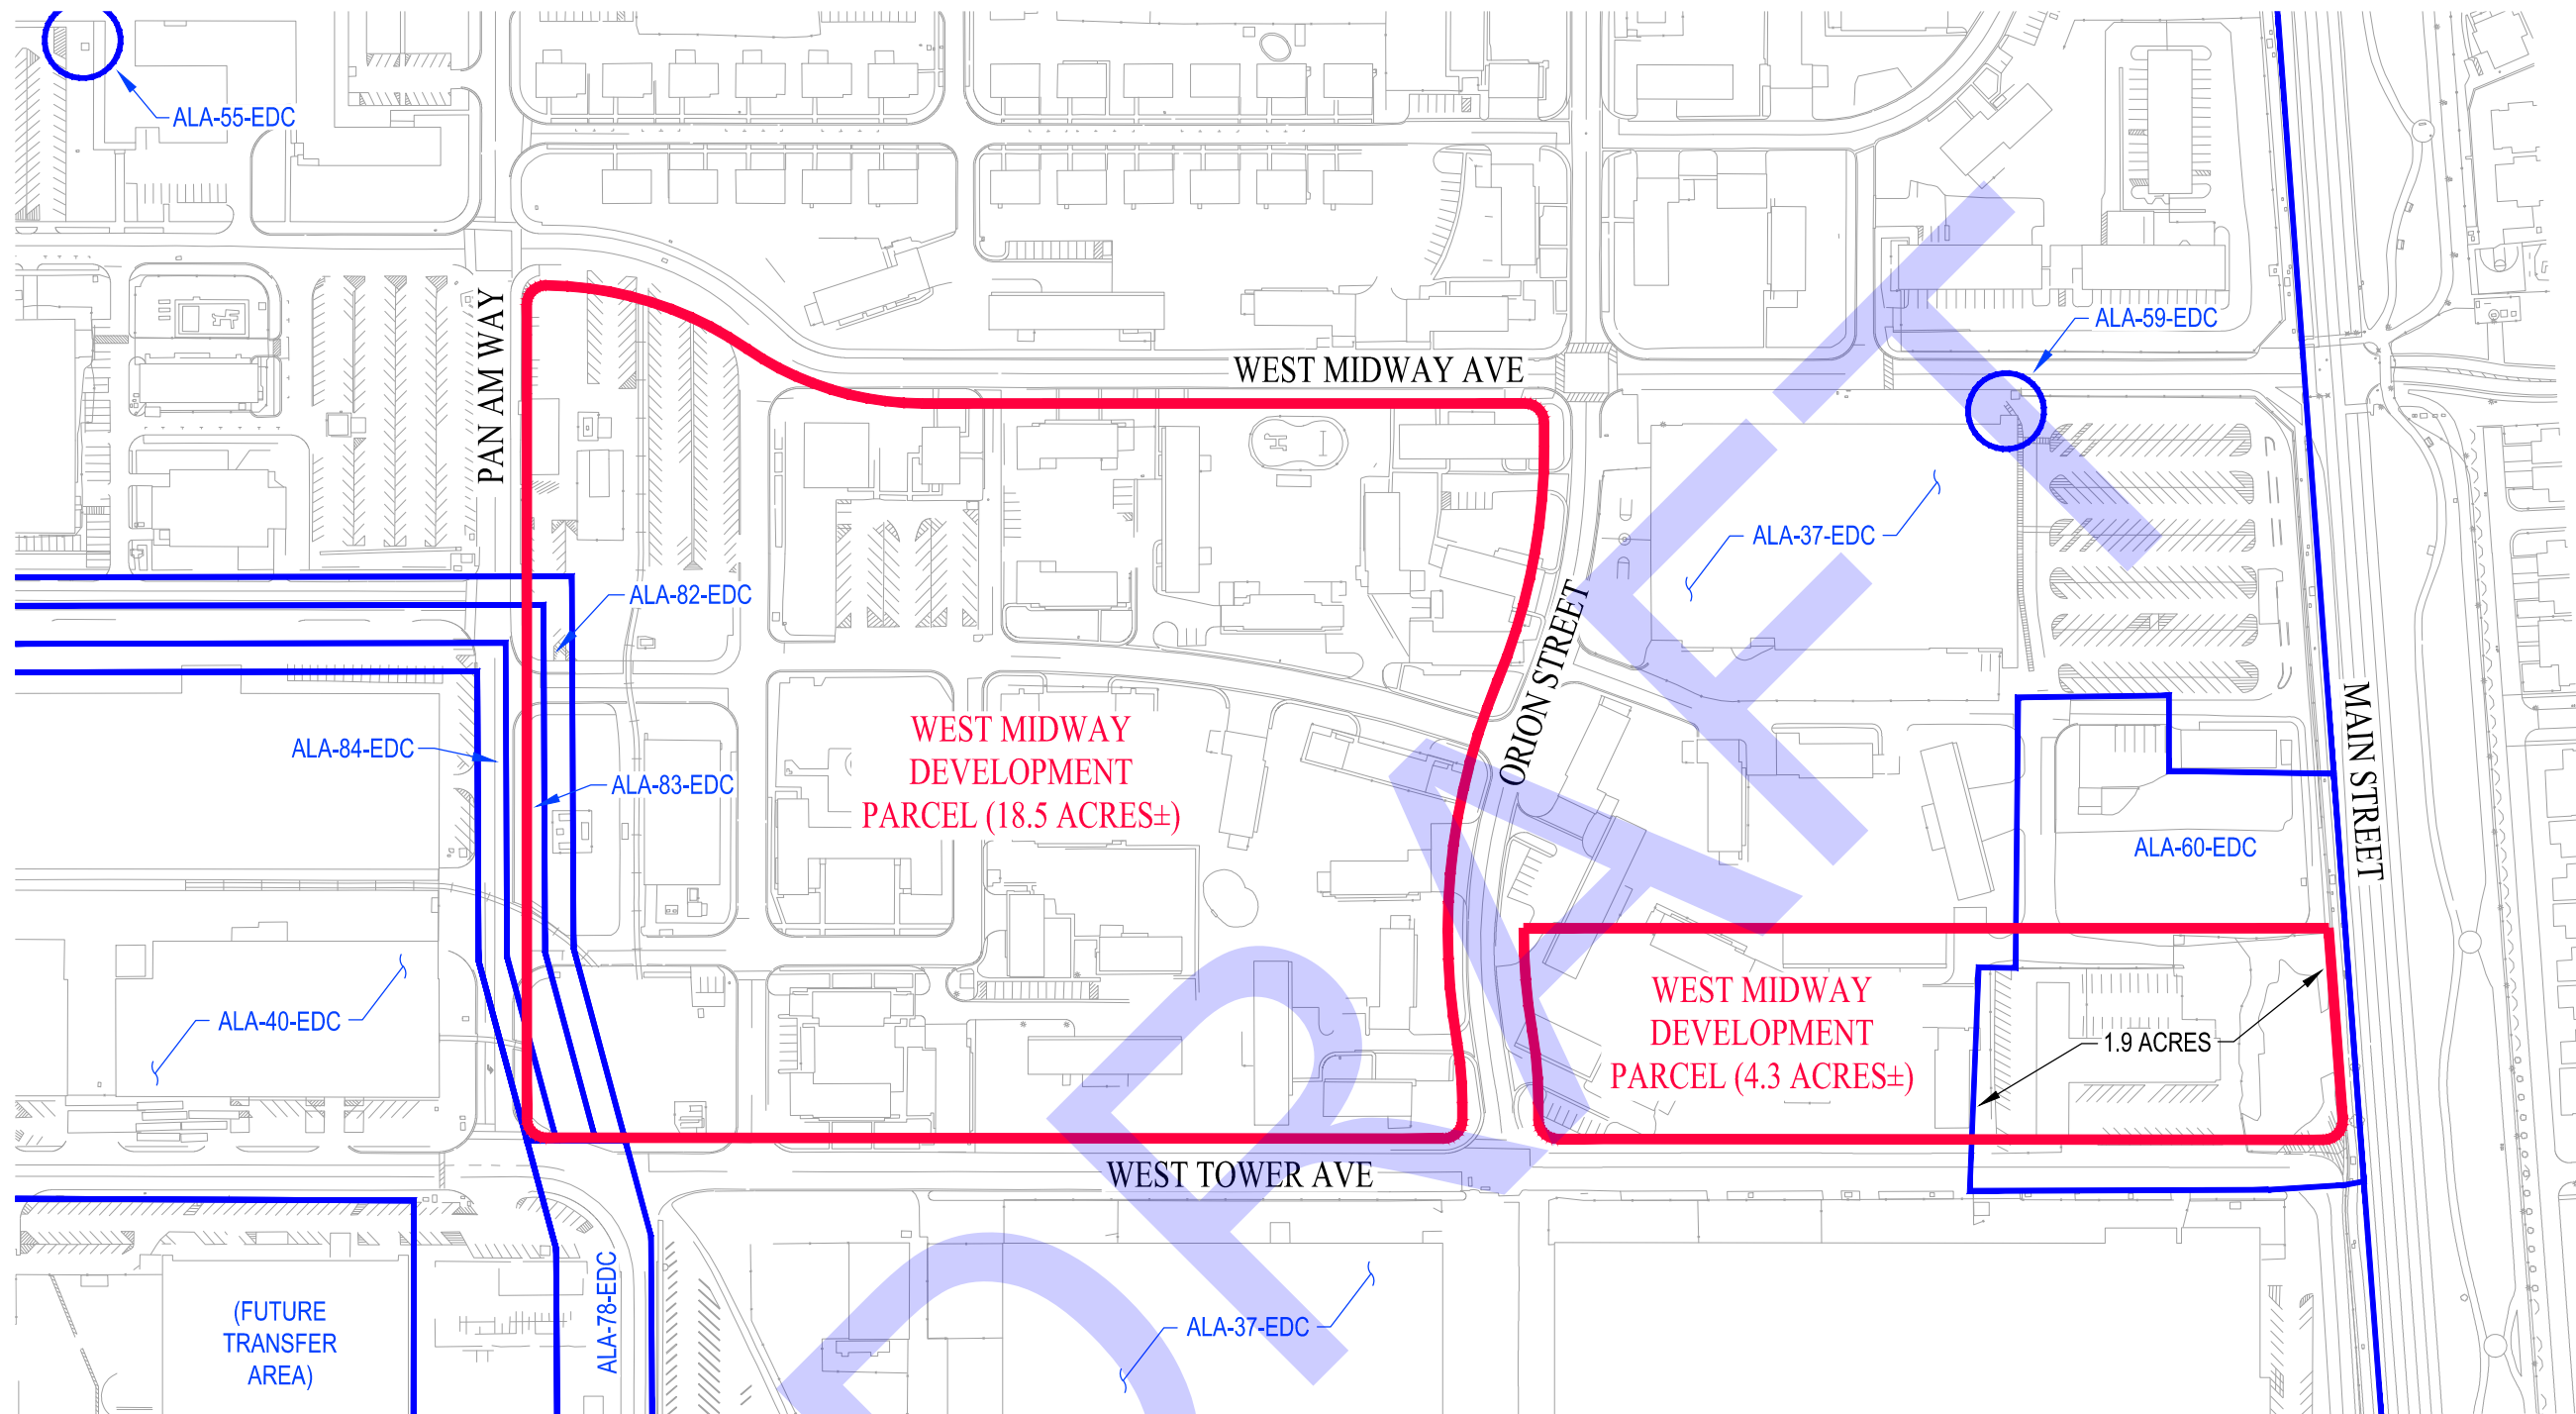 ALA-55-EDC
PAN AM WAY
WEST MIDWAY AVE
ALA-59-EDC
ALA-37-EDC
ALA-82-EDC
ORION STREET
MAIN STREET
ALA-84-EDC
ALA-83-EDC
WEST MIDWAY
DEVELOPMENT
PARCEL (18.5 ACRES±)
ALA-60-EDC
ALA-40-EDC
WEST MIDWAY
DEVELOPMENT
PARCEL (4.3 ACRES±)
1.9 ACRES
WEST TOWER AVE
ALA-78-EDC
(FUTURE
TRANSFER
AREA)
ALA-37-EDC
DRAFT